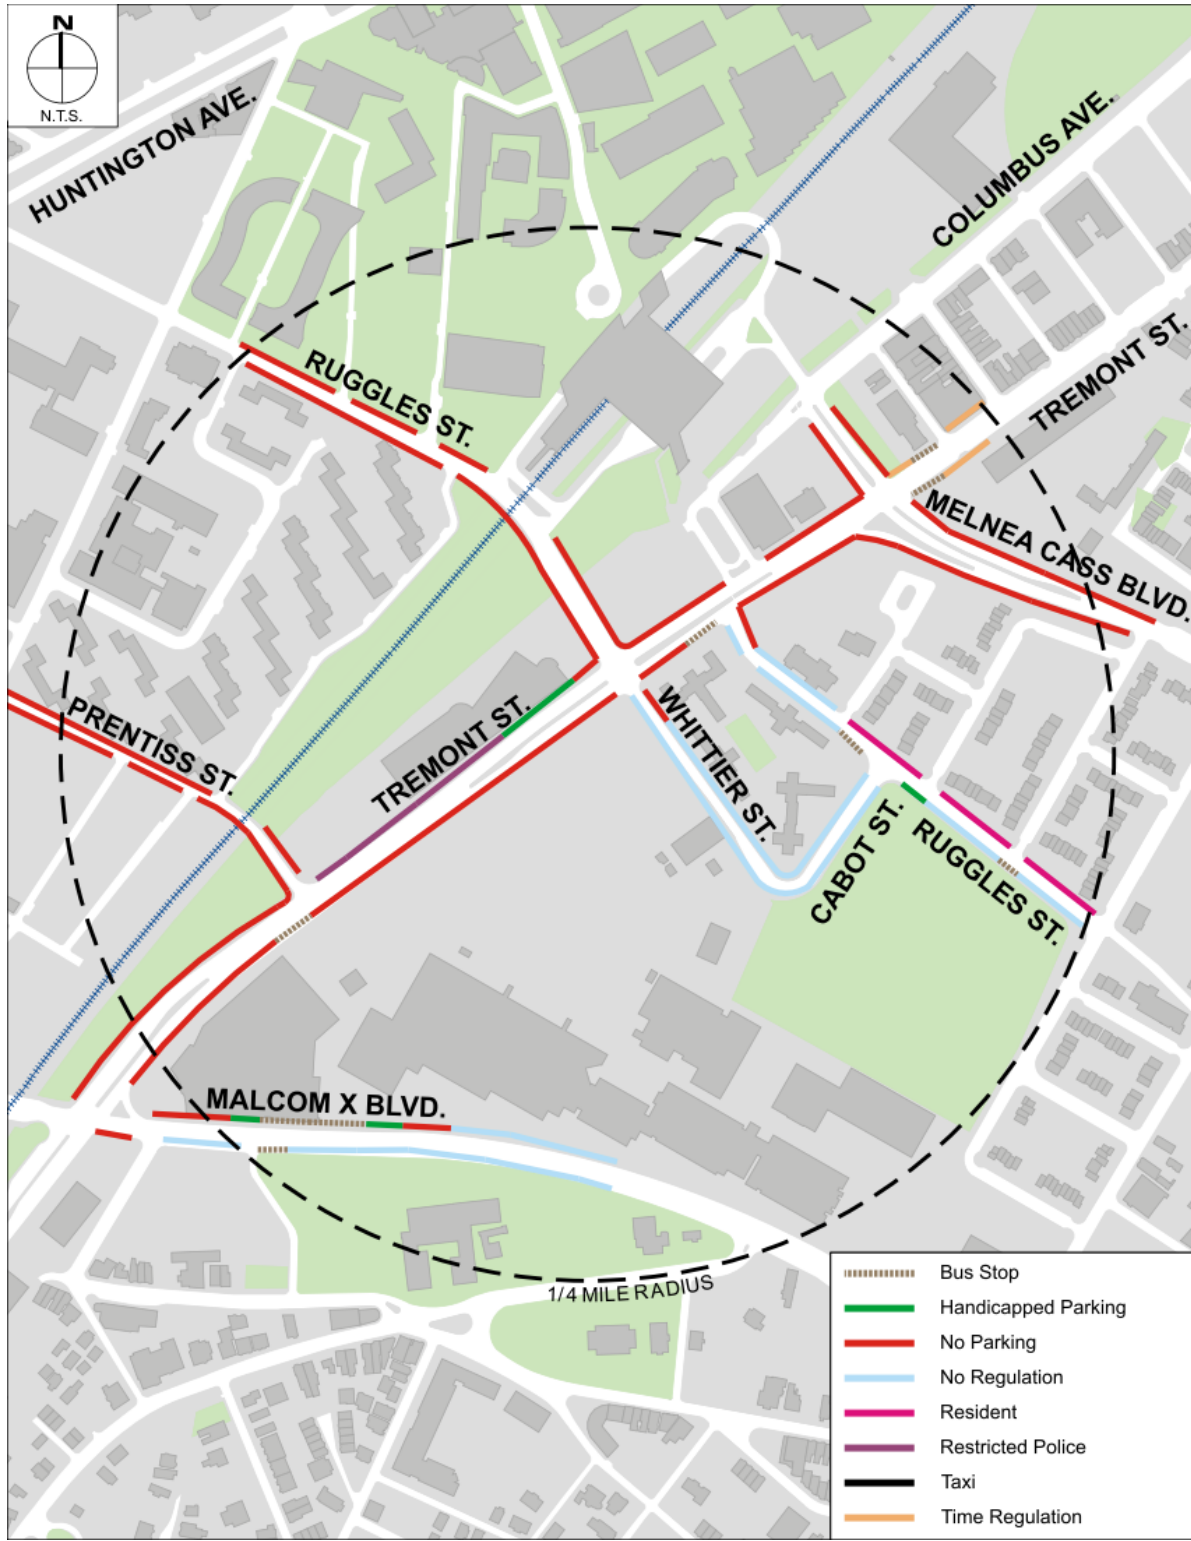 N
N.T.S.
HUNTINGTON AVE.
COLUMBUS AVE.
TREMONT ST.
RUGGLES ST.
MELNEA CASS BLVD.
PRENTISS ST.
TREMONT ST.
WHITTIER ST.
CABOT ST.
RUGGLES ST.
MALCOM X BLVD.
1/4 MILE RADIUS
Bus Stop
Handicapped Parking
No Parking
No Regulation
Resident
Restricted Police
Taxi
Time Regulation